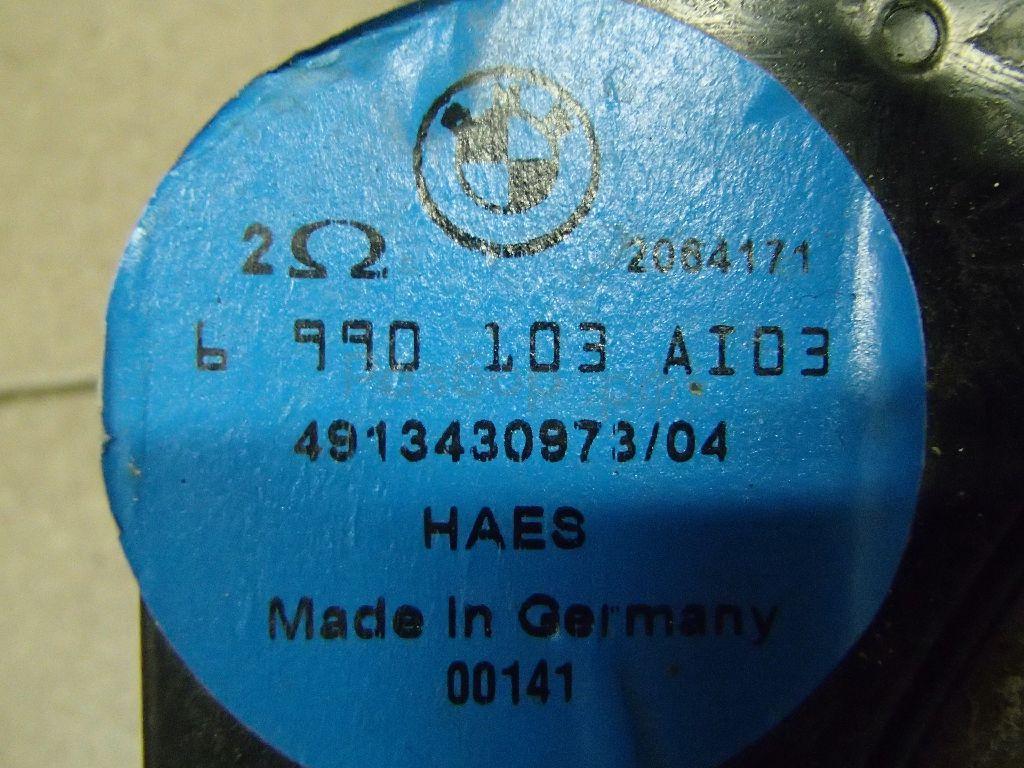 2Ω 2064171
6 990 103 AI03
4913430973/04
HAES
Made In Germany
00141